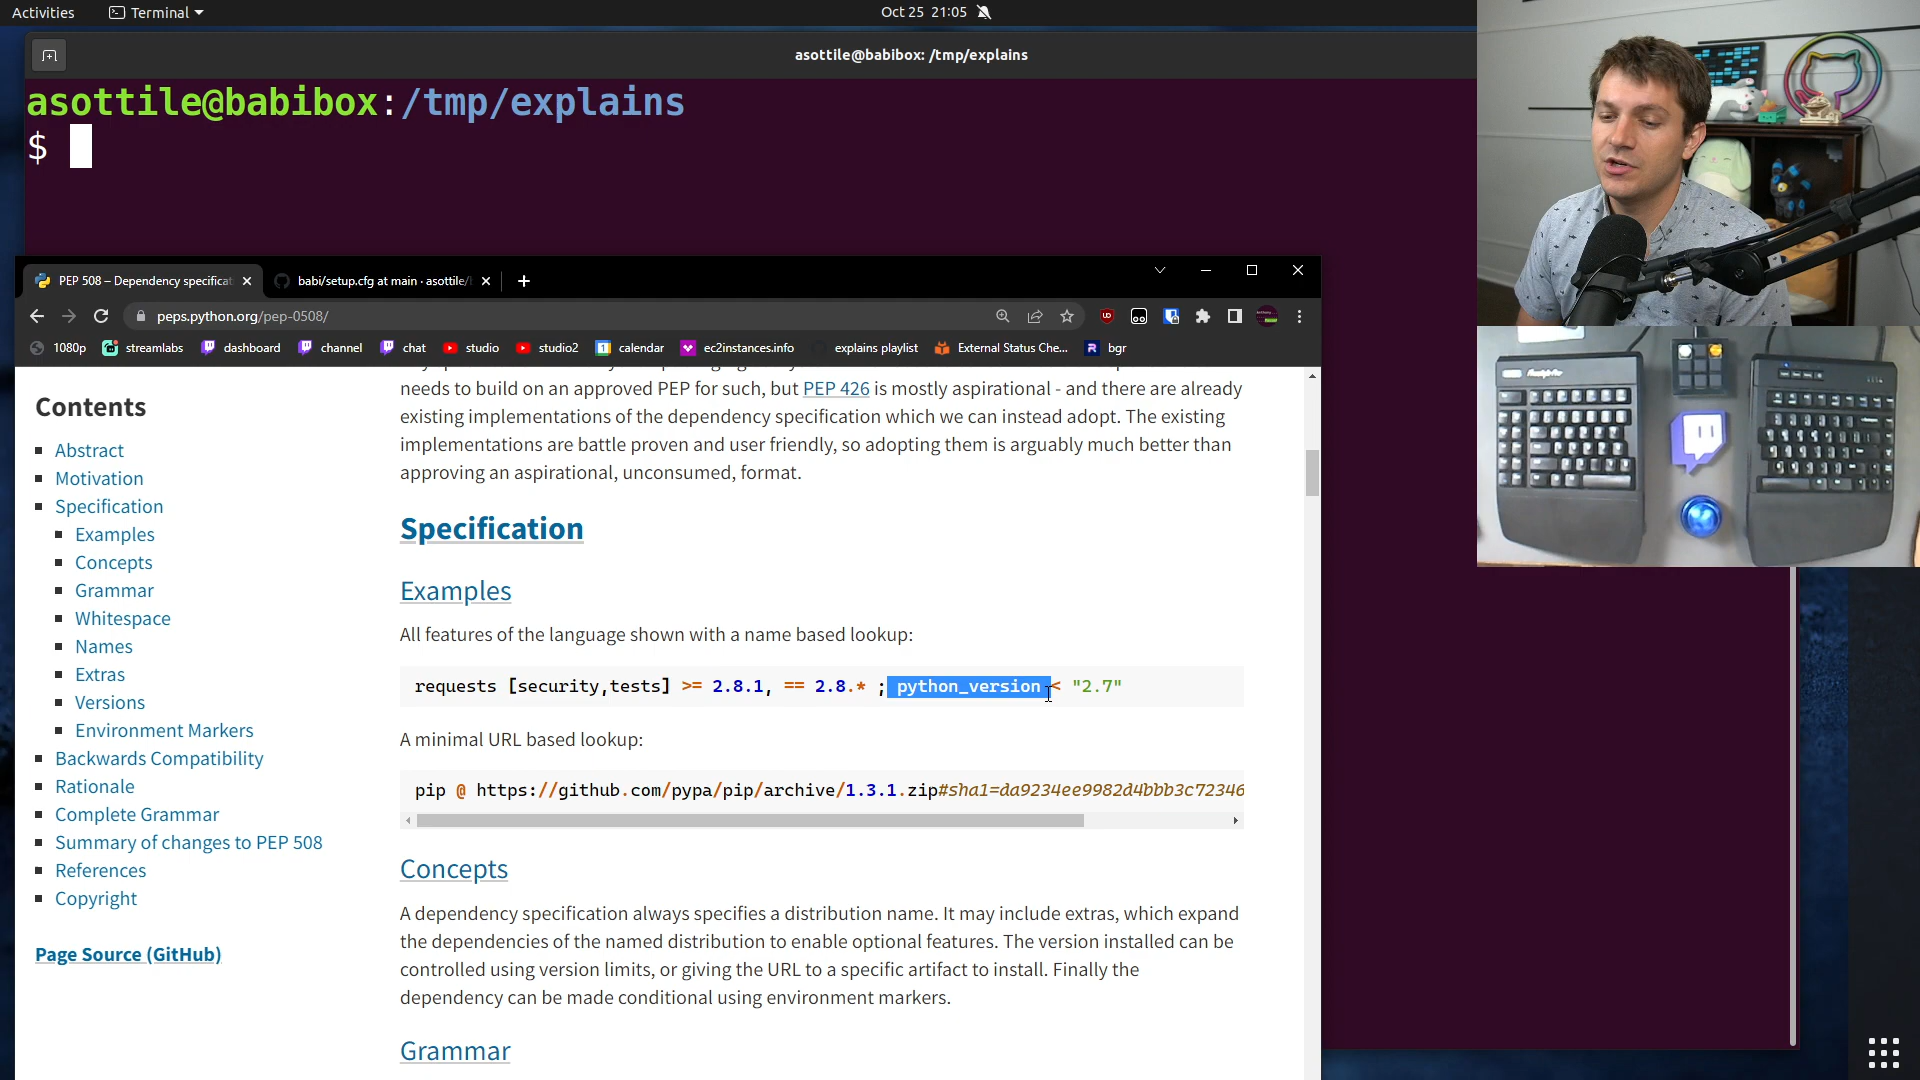 Activities
Terminal
Oct 25 21:05
asottile@babibox: /tmp/explains
asottile@babibox:/tmp/explains
$
PEP 508 – Dependency specificat
babi/setup.cfg at main · asottile/
peps.python.org/pep-0508/
1080p
streamlabs
dashboard
channel
chat
studio
studio2
calendar
ec2instances.info
explains playlist
External Status Che...
bgr
Contents
Abstract
Motivation
Specification
Examples
Concepts
Grammar
Whitespace
Names
Extras
Versions
Environment Markers
Backwards Compatibility
Rationale
Complete Grammar
Summary of changes to PEP 508
References
Copyright
Page Source (GitHub)
needs to build on an approved PEP for such, but PEP 426 is mostly aspirational - and there are already
existing implementations of the dependency specification which we can instead adopt. The existing
implementations are battle proven and user friendly, so adopting them is arguably much better than
approving an aspirational, unconsumed, format.
Specification
Examples
All features of the language shown with a name based lookup:
requests [security,tests] >= 2.8.1, == 2.8.* ; python_version < "2.7"
A minimal URL based lookup:
pip @ https://github.com/pypa/pip/archive/1.3.1.zip#sha1=da9234ee9982d4bbb3c72346
Concepts
A dependency specification always specifies a distribution name. It may include extras, which expand
the dependencies of the named distribution to enable optional features. The version installed can be
controlled using version limits, or giving the URL to a specific artifact to install. Finally the
dependency can be made conditional using environment markers.
Grammar